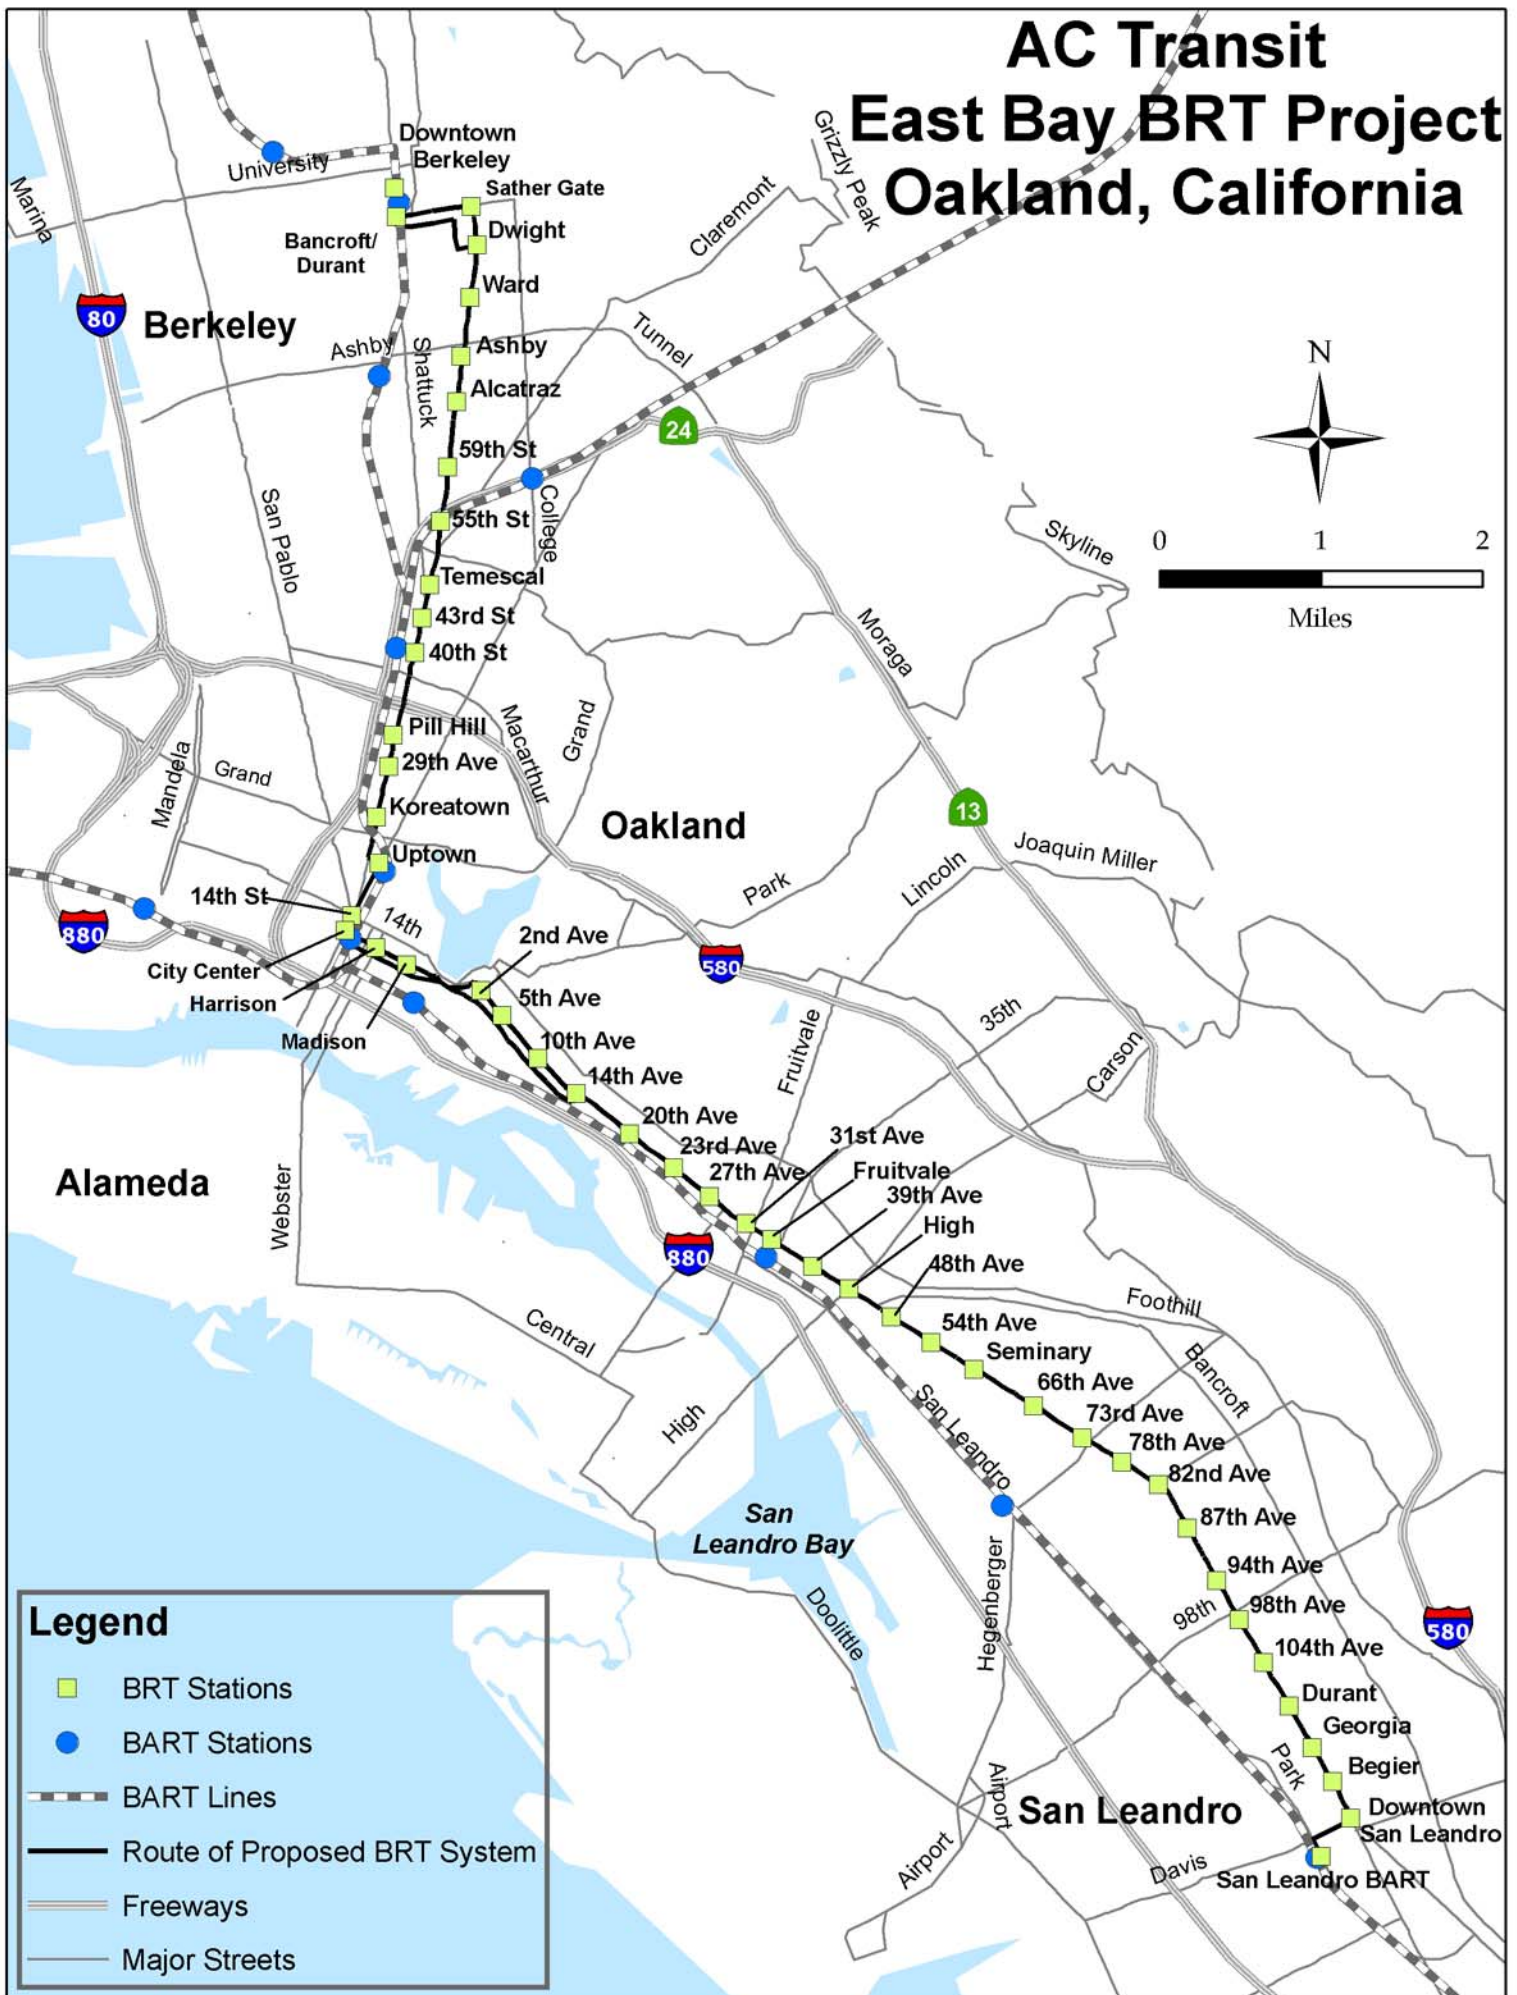 AC Transit
East Bay BRT Project
Oakland, California
Downtown
Berkeley
University
Sather Gate
Grizzly Peak
Marina
Claremont
Dwight
Bancroft/
Durant
Ward
80
Berkeley
Tunnel
Ashby
Shattuck
Ashby
N
Alcatraz
24
59th St
San Pablo
College
55th St
Skyline
0 1 2
Miles
Temescal
43rd St
40th St
Moraga
Macarthur
Grand
Pill Hill
Mandela
Grand
29th Ave
Koreatown
Oakland
13
Uptown
Joaquin Miller
Lincoln
Park
14th St
14th
880
2nd Ave
580
City Center
Harrison
5th Ave
35th
Madison
Fruitvale
10th Ave
Carson
14th Ave
20th Ave
31st Ave
23rd Ave
27th Ave
Fruitvale
Alameda
Webster
39th Ave
High
880
48th Ave
Foothill
Central
54th Ave
Seminary
Bancroft
66th Ave
High
San Leandro
73rd Ave
78th Ave
82nd Ave
San
Leandro Bay
87th Ave
Hegenberger
94th Ave
98th
98th Ave
580
Doolittle
104th Ave
Durant
Georgia
Park
Begier
Airport
San Leandro
Downtown
San Leandro
Airport
Davis
San Leandro BART
Legend
BRT Stations
BART Stations
BART Lines
Route of Proposed BRT System
Freeways
Major Streets